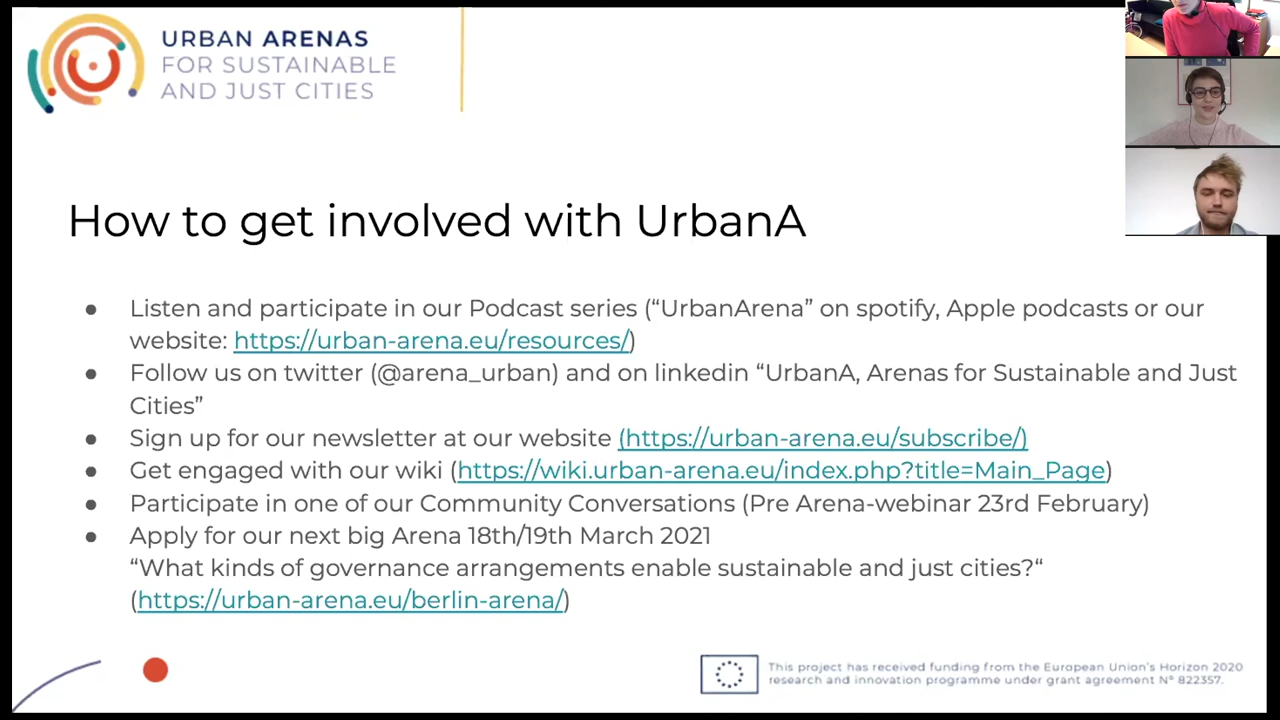 URBAN ARENAS
FOR SUSTAINABLE
AND JUST CITIES
How to get involved with UrbanA
● Listen and participate in our Podcast series (“UrbanArena” on spotify, Apple podcasts or our
website: https://urban-arena.eu/resources/)
● Follow us on twitter (@arena_urban) and on linkedin “UrbanA, Arenas for Sustainable and Just
Cities”
● Sign up for our newsletter at our website (https://urban-arena.eu/subscribe/)
● Get engaged with our wiki (https://wiki.urban-arena.eu/index.php?title=Main_Page)
● Participate in one of our Community Conversations (Pre Arena-webinar 23rd February)
● Apply for our next big Arena 18th/19th March 2021
“What kinds of governance arrangements enable sustainable and just cities?“
(https://urban-arena.eu/berlin-arena/)
This project has received funding from the European Union's Horizon 2020
research and innovation programme under grant agreement N° 822357.